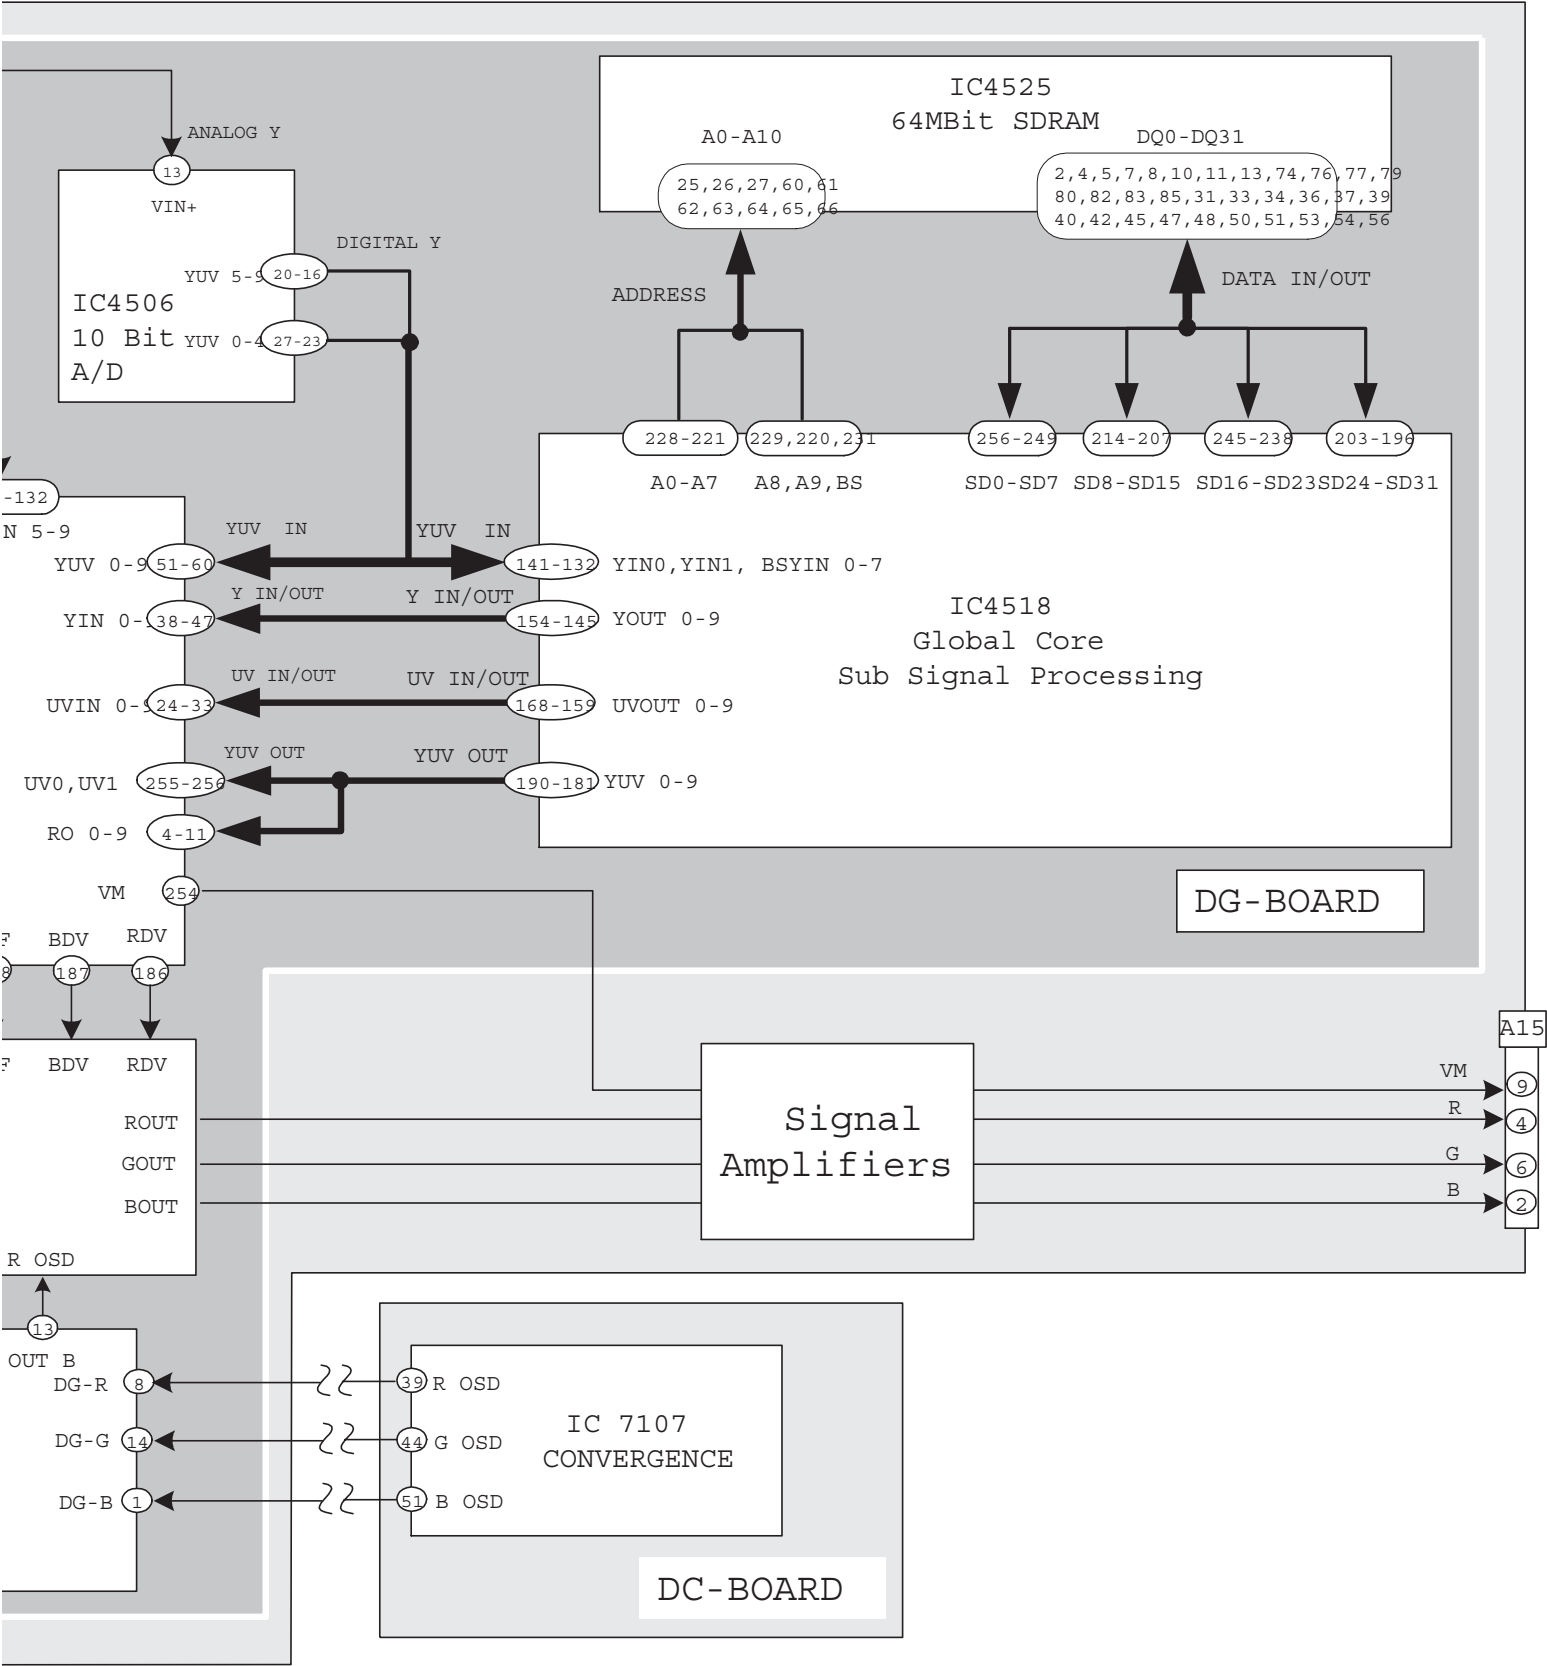 IC4525
64MBit SDRAM
A0-A10
DQ0-DQ31
25,26,27,60,61
62,63,64,65,66
2,4,5,7,8,10,11,13,74,76,77,79
80,82,83,85,31,33,34,36,37,39
40,42,45,47,48,50,51,53,54,56
ANALOG Y
13
VIN+
DIGITAL Y
YUV 5-9
20-16
IC4506
10 Bit
A/D
YUV 0-4
27-23
ADDRESS
DATA IN/OUT
228-221
229,220,231
256-249
214-207
245-238
203-196
A0-A7
A8,A9,BS
SD0-SD7
SD8-SD15
SD16-SD23
SD24-SD31
-132
N 5-9
YUV IN
YUV IN
YUV 0-9
51-60
141-132
YIN0,YIN1, BSYIN 0-7
Y IN/OUT
Y IN/OUT
YIN 0-
38-47
154-145
YOUT 0-9
IC4518
Global Core
Sub Signal Processing
UV IN/OUT
UV IN/OUT
UVIN 0-9
24-33
168-159
UVOUT 0-9
YUV OUT
YUV OUT
UV0,UV1
255-256
190-181
YUV 0-9
RO 0-9
4-11
VM
254
DG-BOARD
F
BDV
RDV
8
187
186
A15
F
BDV
RDV
VM
9
ROUT
R
4
Signal
Amplifiers
GOUT
G
6
BOUT
B
2
R OSD
13
OUT B
DG-R
8
39
R OSD
DG-G
14
44
G OSD
IC 7107
CONVERGENCE
DG-B
1
51
B OSD
DC-BOARD